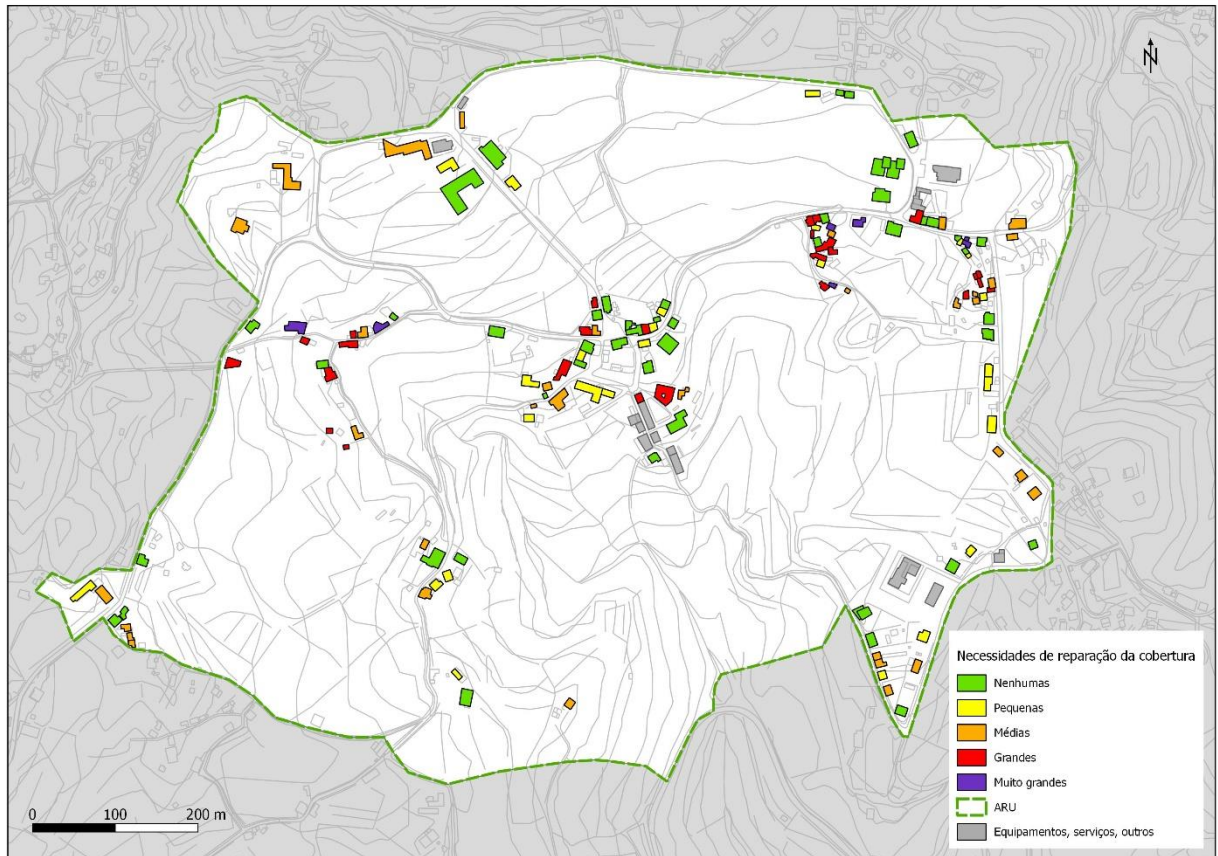 N
Necessidades de reparação da cobertura
Nenhumas
Pequenas
Médias
Grandes
Muito grandes
ARU
Equipamentos, serviços, outros
0 100 200 m